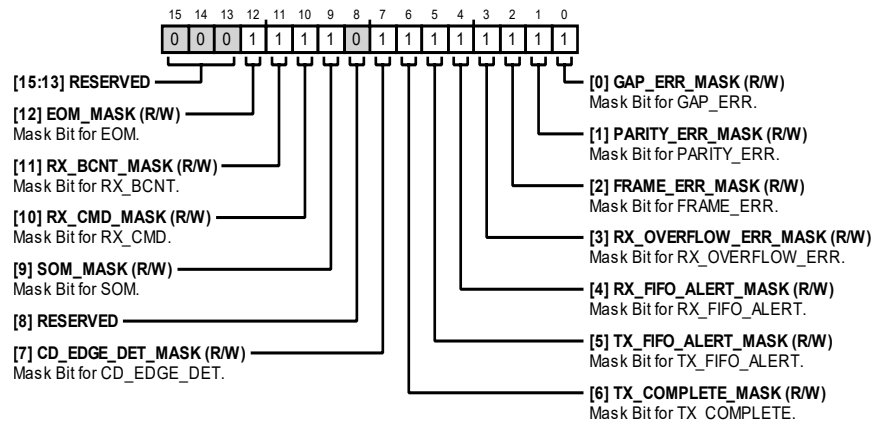 15 14 13 12 11 10 9 8 7 6 5 4 3 2 1 0
0 0 0 1 1 1 1 0 1 1 1 1 1 1 1 1
[15:13] RESERVED
[12] EOM_MASK (R/W)
Mask Bit for EOM.
[11] RX_BCNT_MASK (R/W)
Mask Bit for RX_BCNT.
[10] RX_CMD_MASK (R/W)
Mask Bit for RX_CMD.
[9] SOM_MASK (R/W)
Mask Bit for SOM.
[8] RESERVED
[7] CD_EDGE_DET_MASK (R/W)
Mask Bit for CD_EDGE_DET.
[0] GAP_ERR_MASK (R/W)
Mask Bit for GAP_ERR.
[1] PARITY_ERR_MASK (R/W)
Mask Bit for PARITY_ERR.
[2] FRAME_ERR_MASK (R/W)
Mask Bit for FRAME_ERR.
[3] RX_OVERFLOW_ERR_MASK (R/W)
Mask Bit for RX_OVERFLOW_ERR.
[4] RX_FIFO_ALERT_MASK (R/W)
Mask Bit for RX_FIFO_ALERT.
[5] TX_FIFO_ALERT_MASK (R/W)
Mask Bit for TX_FIFO_ALERT.
[6] TX_COMPLETE_MASK (R/W)
Mask Bit for TX_COMPLETE.